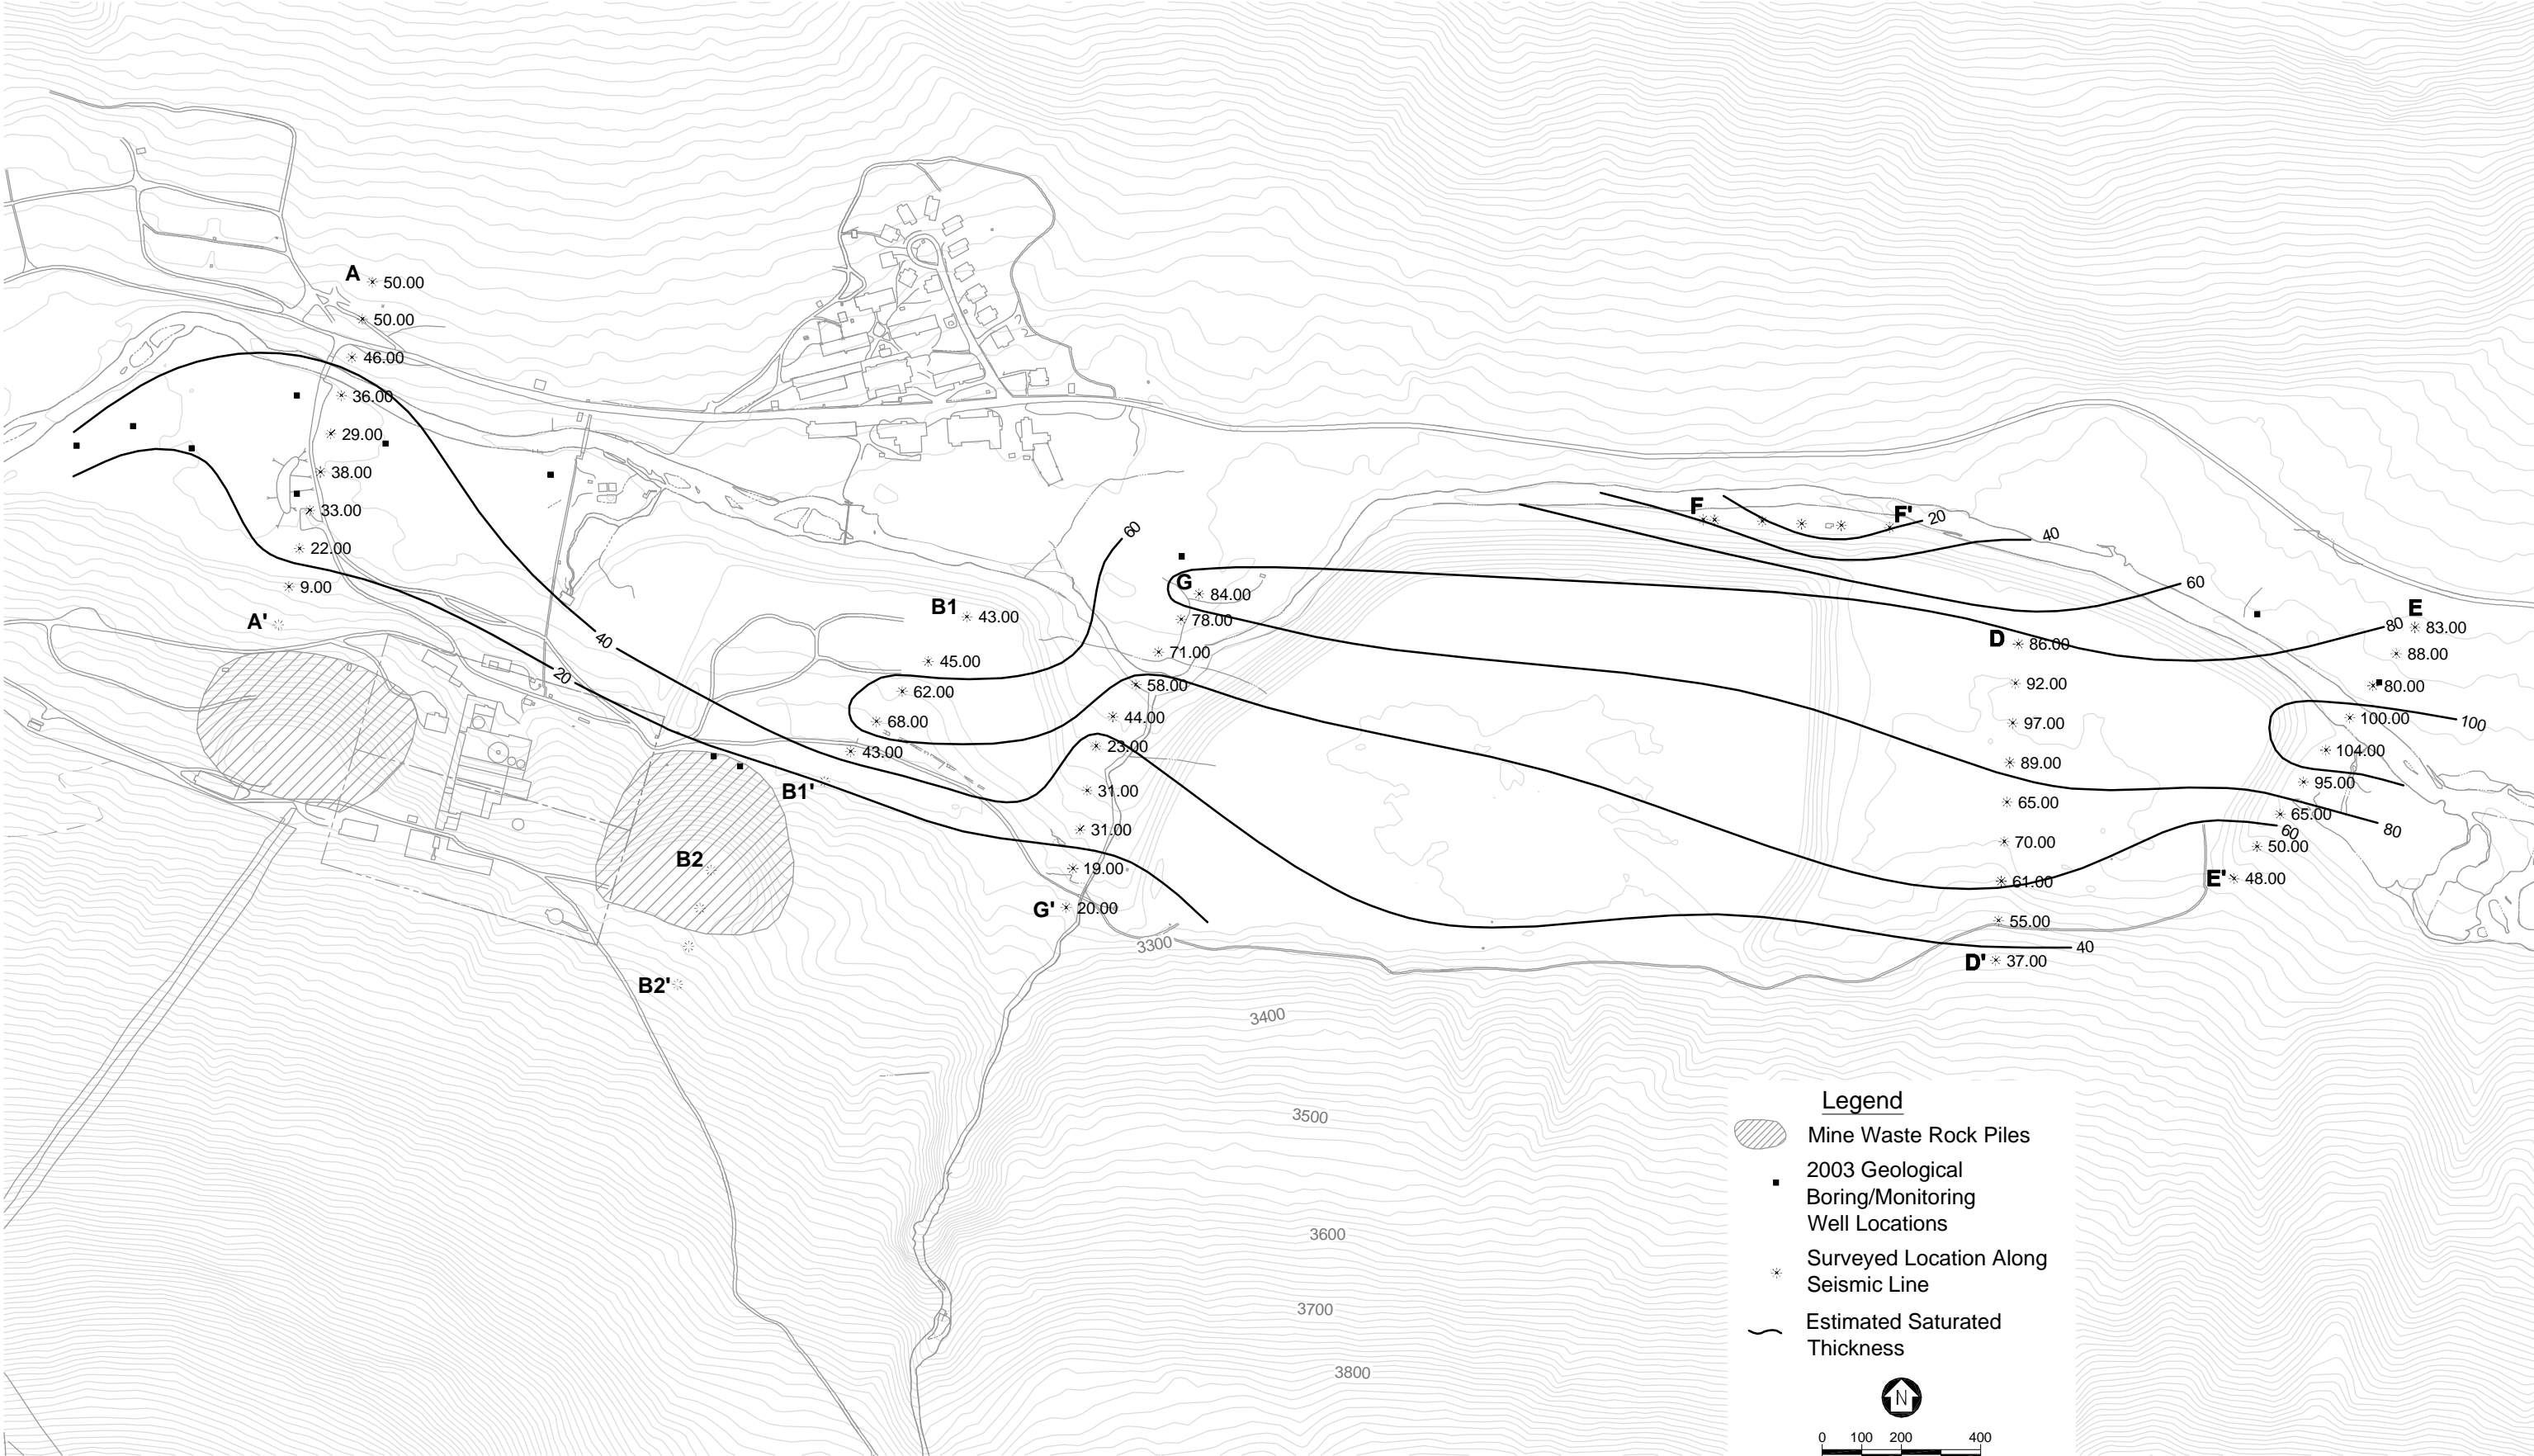 A
50.00
50.00
46.00
36.00
29.00
38.00
33.00
22.00
9.00
A'
40
20
B1
43.00
45.00
62.00
68.00
43.00
B1'
B2
B2'
60
G
84.00
78.00
71.00
58.00
44.00
23.00
31.00
31.00
19.00
G'
20.00
F
F'
20
40
60
80
D
86.00
92.00
97.00
89.00
65.00
70.00
61.00
55.00
40
D'
37.00
E
83.00
88.00
80.00
100.00
100
104.00
95.00
65.00
80
60
50.00
E'
48.00
3300
3400
3500
3600
3700
3800
Legend
Mine Waste Rock Piles
2003 Geological
Boring/Monitoring
Well Locations
Surveyed Location Along
Seismic Line
Estimated Saturated
Thickness
N
0 100 200 400